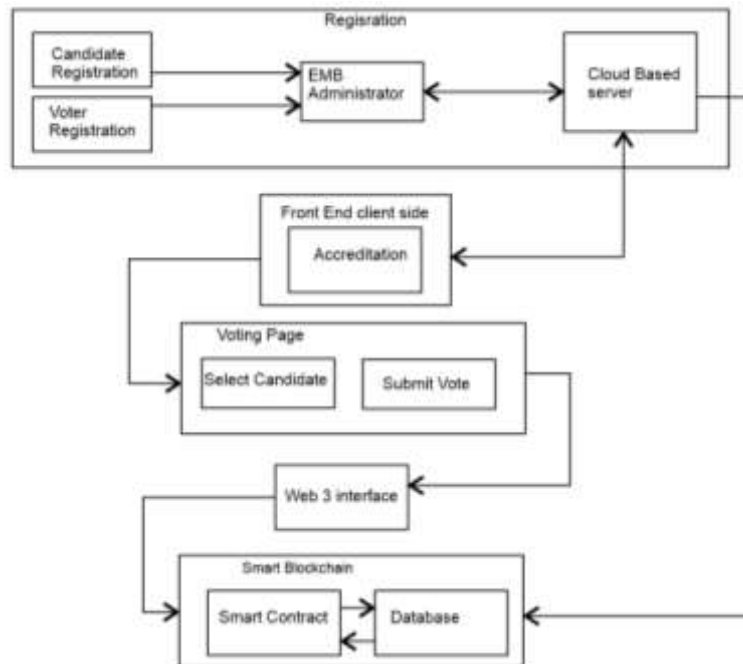 Regisration
Candidate
Registration
EMB
Administrator
Cloud Based
server
Voter
Registration
Front End client side
Accreditation
Voting Page
Select Candidate
Submit Vote
Web 3 interface
Smart Blockchain
Smart Contract
Database